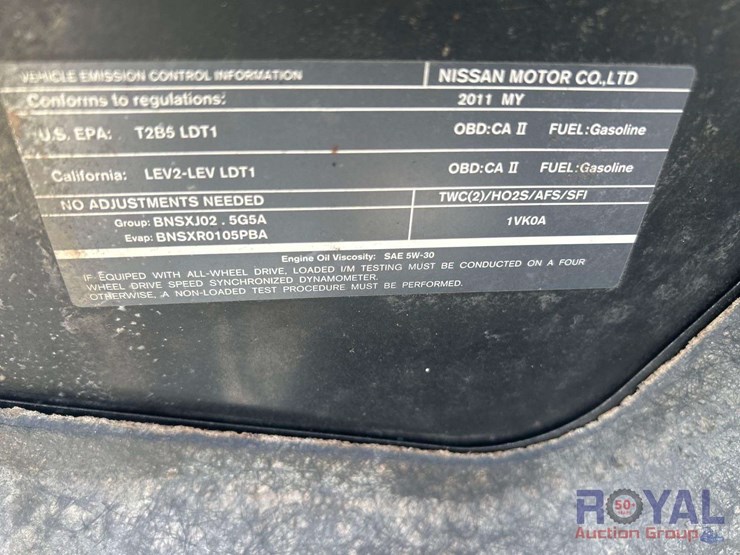 VEHICLE EMISSION CONTROL INFORMATION NISSAN MOTOR CO.,LTD
Conforms to regulations: 2011 MY
U.S. EPA: T2B5 LDT1 OBD:CA II FUEL:Gasoline
California: LEV2-LEV LDT1 OBD:CA II FUEL:Gasoline
NO ADJUSTMENTS NEEDED TWC(2)/HO2S/AFS/SFI
Group: BNSXJ02.5G5A 1VK0A
Evap: BNSXR0105PBA
Engine Oil Viscosity: SAE 5W-30
IF EQUIPPED WITH ALL-WHEEL DRIVE, LOADED I/M TESTING MUST BE CONDUCTED ON A FOUR
WHEEL DRIVE SPEED SYNCHRONIZED DYNAMOMETER.
OTHERWISE, A NON-LOADED TEST PROCEDURE MUST BE PERFORMED.
ROYAL
50+
Auction Group